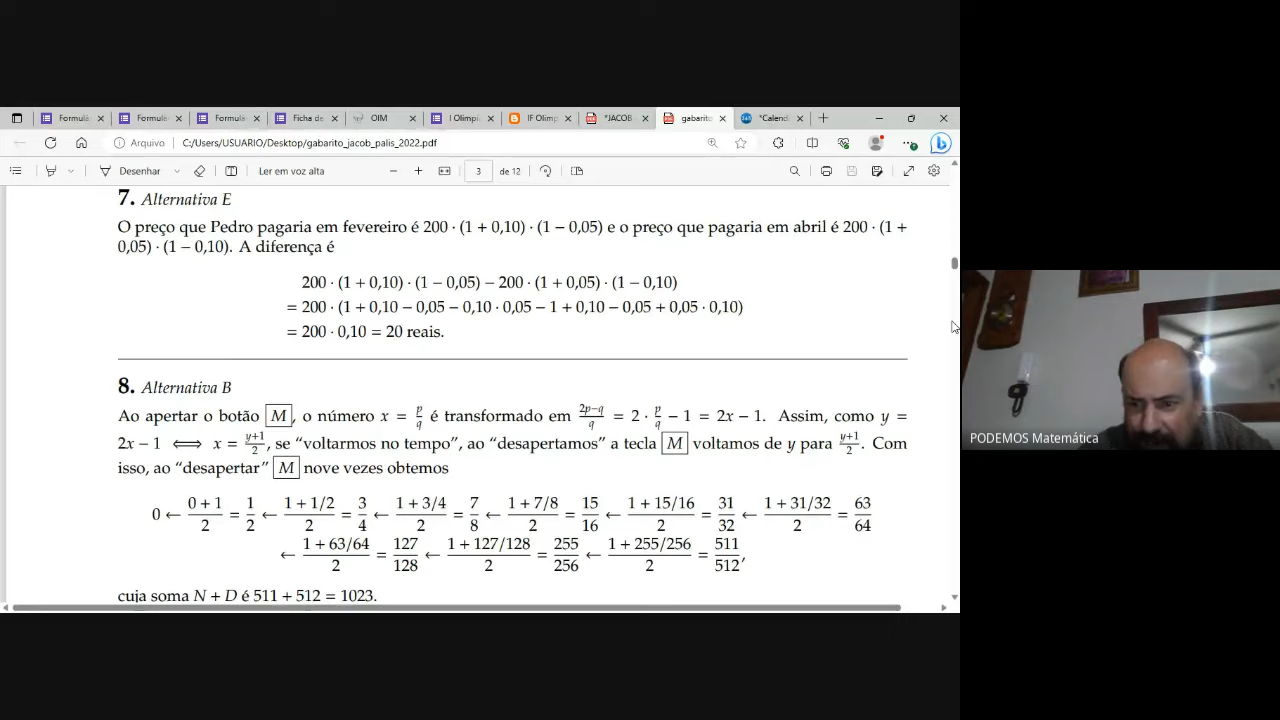 Formulá Formulá Formulá Ficha de OIM I Olimpí IF Olimp *JACOB gabarito *Calend
Arquivo C:/Users/USUARIO/Desktop/gabarito_jacob_palis_2022.pdf
Desenhar Ler em voz alta 3 de 12
7. Alternativa E
O preço que Pedro pagaria em fevereiro é 200 · (1 + 0,10) · (1 − 0,05) e o preço que pagaria em abril é 200 · (1 +
0,05) · (1 − 0,10). A diferença é
200 · (1 + 0,10) · (1 − 0,05) − 200 · (1 + 0,05) · (1 − 0,10)
= 200 · (1 + 0,10 − 0,05 − 0,10 · 0,05 − 1 + 0,10 − 0,05 + 0,05 · 0,10)
= 200 · 0,10 = 20 reais.
8. Alternativa B
Ao apertar o botão M, o número x = p/q é transformado em 2p−q/q = 2 · p/q − 1 = 2x − 1. Assim, como y =
2x − 1 ⟺ x = y+1/2, se “voltarmos no tempo”, ao “desapertamos” a tecla M voltamos de y para y+1/2. Com
isso, ao “desapertar” M nove vezes obtemos
0 ← 0 + 1/2 = 1/2 ← 1 + 1/2/2 = 3/4 ← 1 + 3/4/2 = 7/8 ← 1 + 7/8/2 = 15/16 ← 1 + 15/16/2 = 31/32 ← 1 + 31/32/2 = 63/64
← 1 + 63/64/2 = 127/128 ← 1 + 127/128/2 = 255/256 ← 1 + 255/256/2 = 511/512,
cuja soma N + D é 511 + 512 = 1023.
PODEMOS Matemática